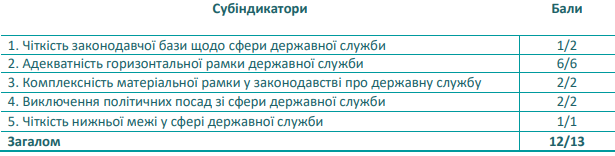 Субіндикатори Бали
1. Чіткість законодавчої бази щодо сфери державної служби 1/2
2. Адекватність горизонтальної рамки державної служби 6/6
3. Комплексність матеріальної рамки у законодавстві про державну службу 2/2
4. Виключення політичних посад зі сфери державної служби 2/2
5. Чіткість нижньої межі у сфері державної служби 1/1
Загалом 12/13